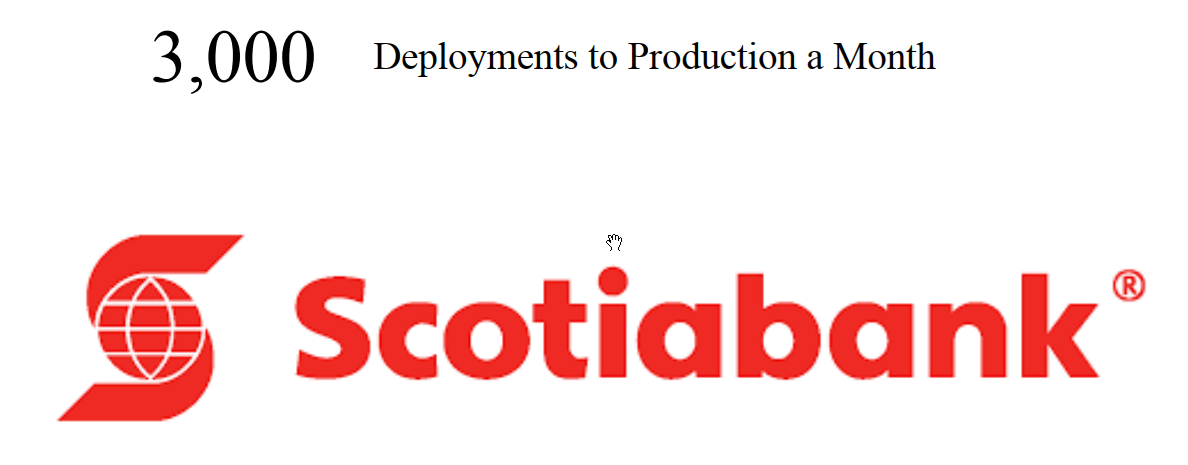 3,000 Deployments to Production a Month
Scotiabank®